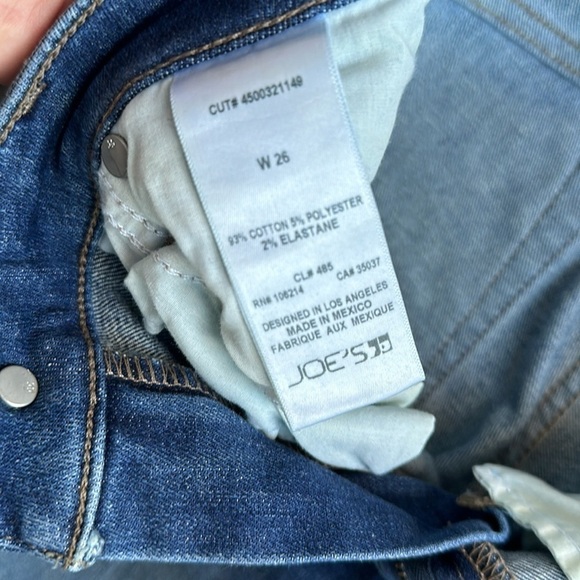 CUT# 4500321149
W 26
93% COTTON 5% POLYESTER
2% ELASTANE
CL# 485
RN# 106214 CA# 35037
DESIGNED IN LOS ANGELES
MADE IN MEXICO
FABRIQUE AUX MEXIQUE
JOE'S